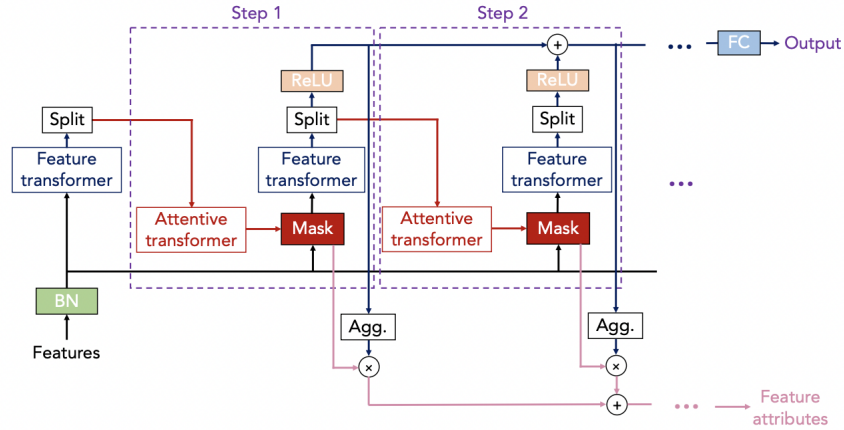 Step 1
Step 2
FC
Output
ReLU
ReLU
Split
Split
Split
Feature
transformer
Feature
transformer
Feature
transformer
Attentive
transformer
Mask
Attentive
transformer
Mask
BN
Features
Agg.
Agg.
×
×
+
+
...
...
...
Feature
attributes